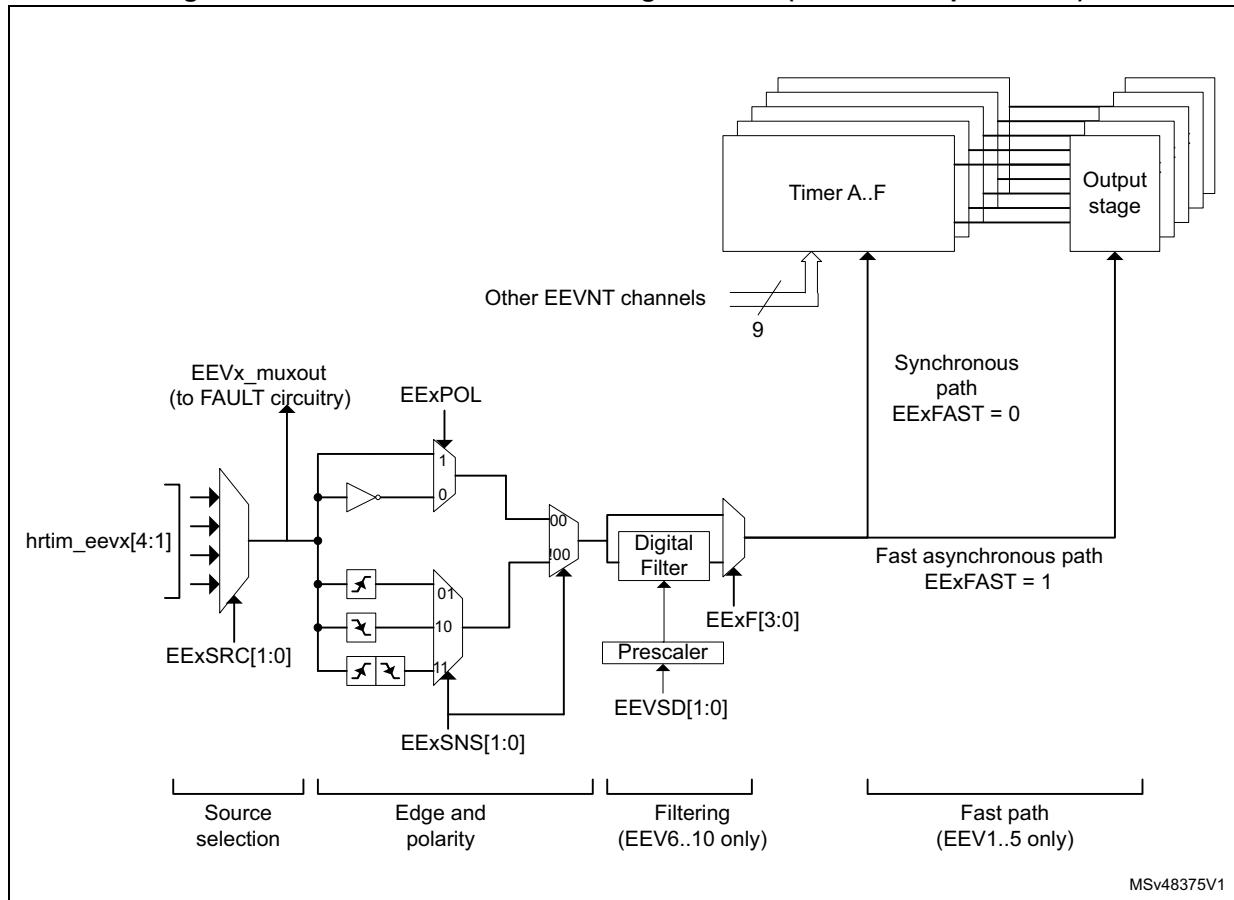 Timer A..F
Output
stage
Other EEVNT channels
9
EEVx_muxout
(to FAULT circuitry)
EExPOL
Synchronous
path
EExFAST = 0
1
0
hrtim_eevx[4:1]
00
!00
Digital
Filter
Fast asynchronous path
EExFAST = 1
01
10
11
EExF[3:0]
EExSRC[1:0]
Prescaler
EEVSD[1:0]
EExSNS[1:0]
Source
selection
Edge and
polarity
Filtering
(EEV6..10 only)
Fast path
(EEV1..5 only)
MSv48375V1